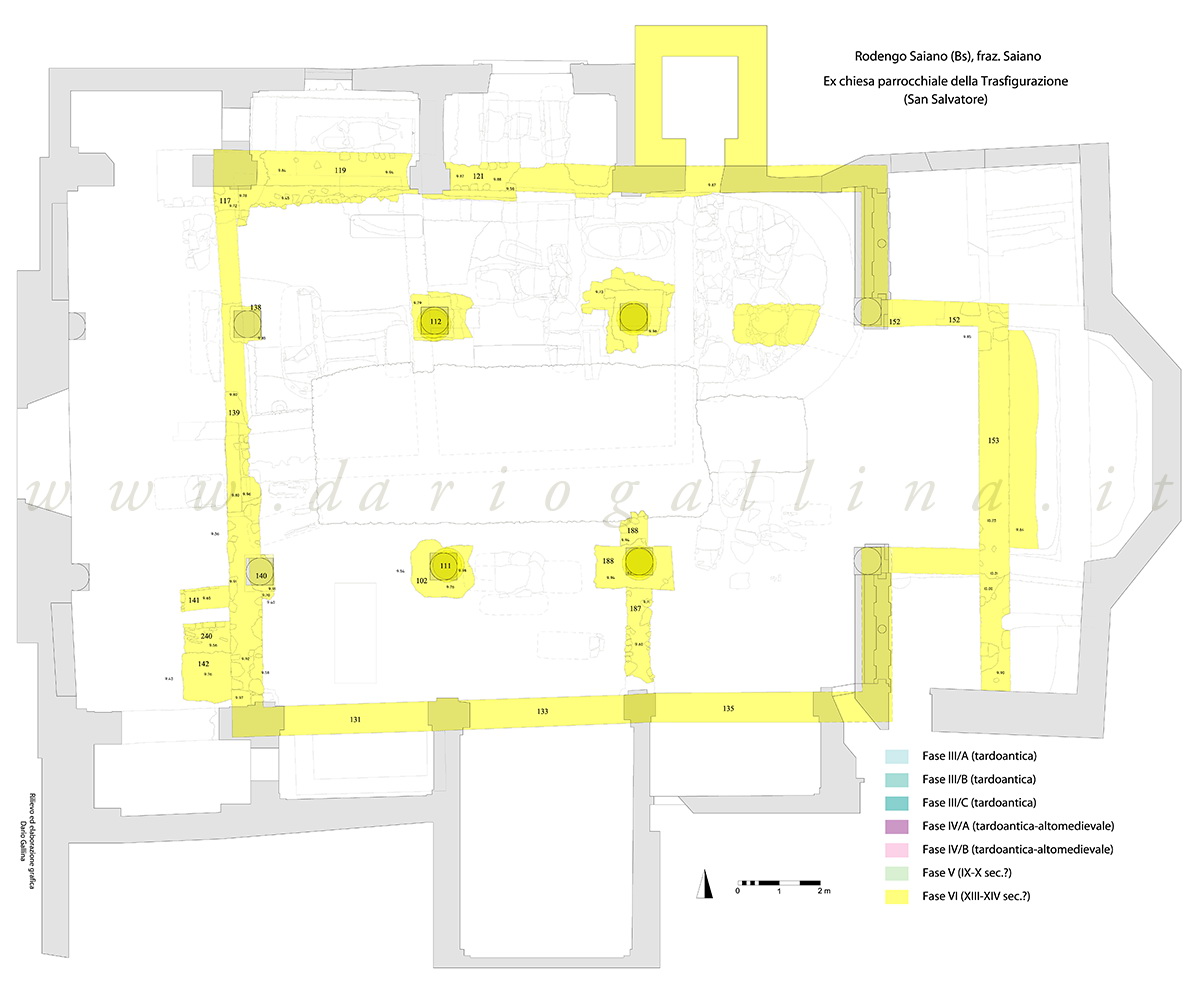 Rodengo Saiano (Bs), fraz. Saiano
Ex chiesa parrocchiale della Trasfigurazione
(San Salvatore)
119
121
117
138
112
152
152
139
153
www.dariogallina.it
188
188
140
111
102
141
187
240
142
131
133
135
Fase III/A (tardoantica)
Fase III/B (tardoantica)
Fase III/C (tardoantica)
Fase IV/A (tardoantica-altomedievale)
Fase IV/B (tardoantica-altomedievale)
Fase V (IX-X sec.?)
Fase VI (XIII-XIV sec.?)
0 1 2 m
Rilievo ed elaborazione grafica
Dario Gallina